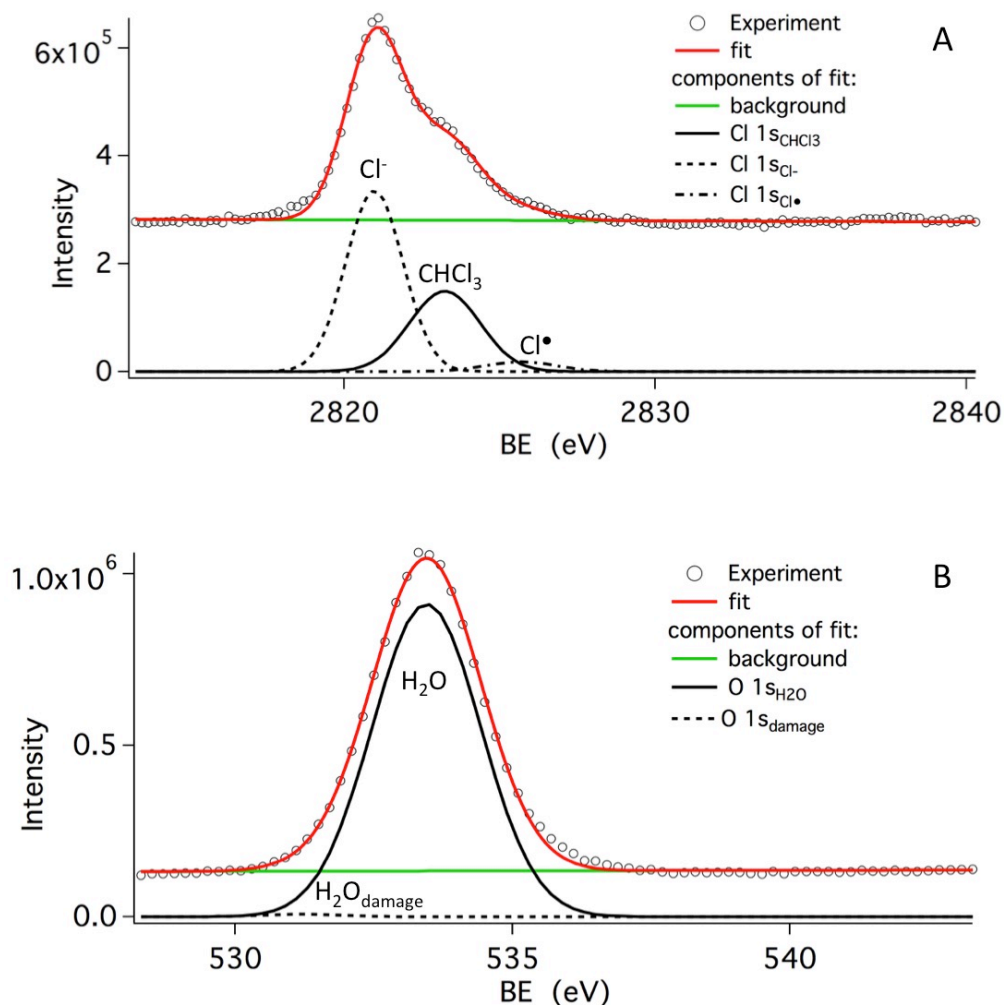 A
Experiment
fit
components of fit:
background
Cl 1s_CHCl3
Cl 1s_Cl-
Cl 1s_Cl•
6x10^5
4
2
0
Intensity
Cl^-
CHCl_3
Cl^•
2820
2830
2840
BE (eV)
B
Experiment
fit
components of fit:
background
O 1s_H2O
O 1s_damage
1.0x10^6
0.5
0.0
Intensity
H_2O
H_2O_damage
530
535
540
BE (eV)